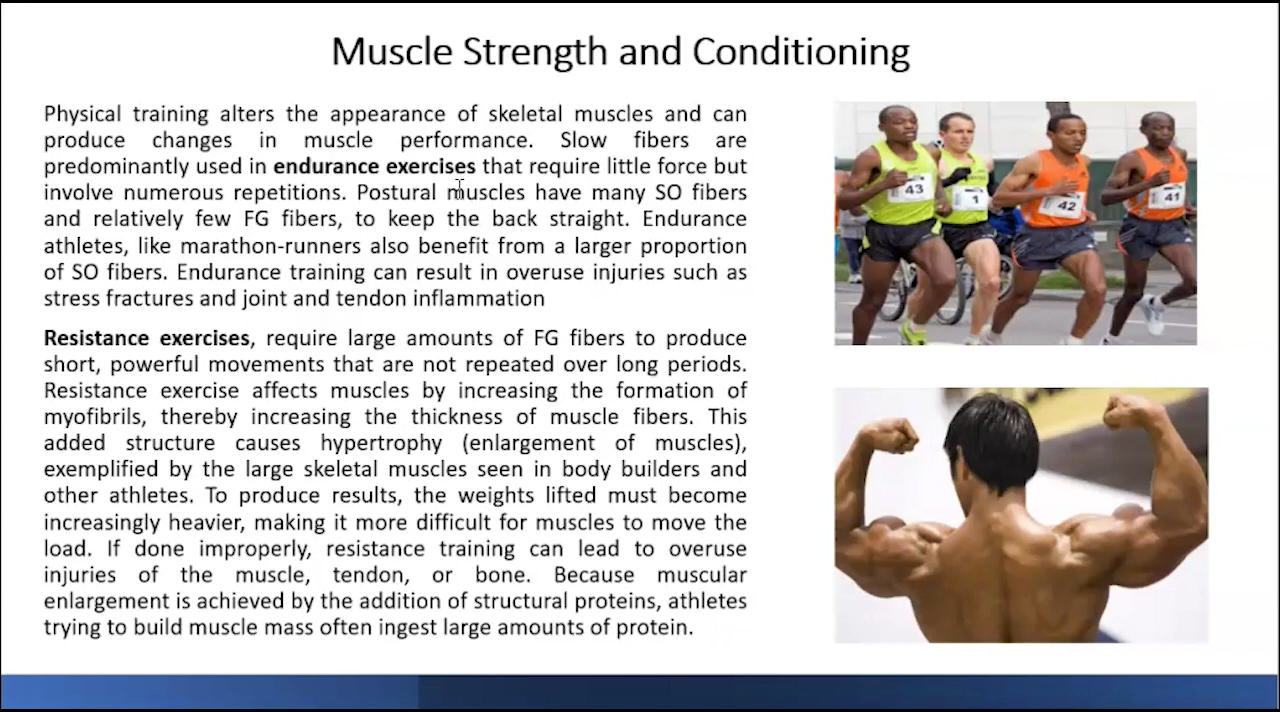 Muscle Strength and Conditioning
Physical training alters the appearance of skeletal muscles and can
produce changes in muscle performance. Slow fibers are
predominantly used in endurance exercises that require little force but
involve numerous repetitions. Postural muscles have many SO fibers
and relatively few FG fibers, to keep the back straight. Endurance
athletes, like marathon-runners also benefit from a larger proportion
of SO fibers. Endurance training can result in overuse injuries such as
stress fractures and joint and tendon inflammation
Resistance exercises, require large amounts of FG fibers to produce
short, powerful movements that are not repeated over long periods.
Resistance exercise affects muscles by increasing the formation of
myofibrils, thereby increasing the thickness of muscle fibers. This
added structure causes hypertrophy (enlargement of muscles),
exemplified by the large skeletal muscles seen in body builders and
other athletes. To produce results, the weights lifted must become
increasingly heavier, making it more difficult for muscles to move the
load. If done improperly, resistance training can lead to overuse
injuries of the muscle, tendon, or bone. Because muscular
enlargement is achieved by the addition of structural proteins, athletes
trying to build muscle mass often ingest large amounts of protein.
43
1
42
41